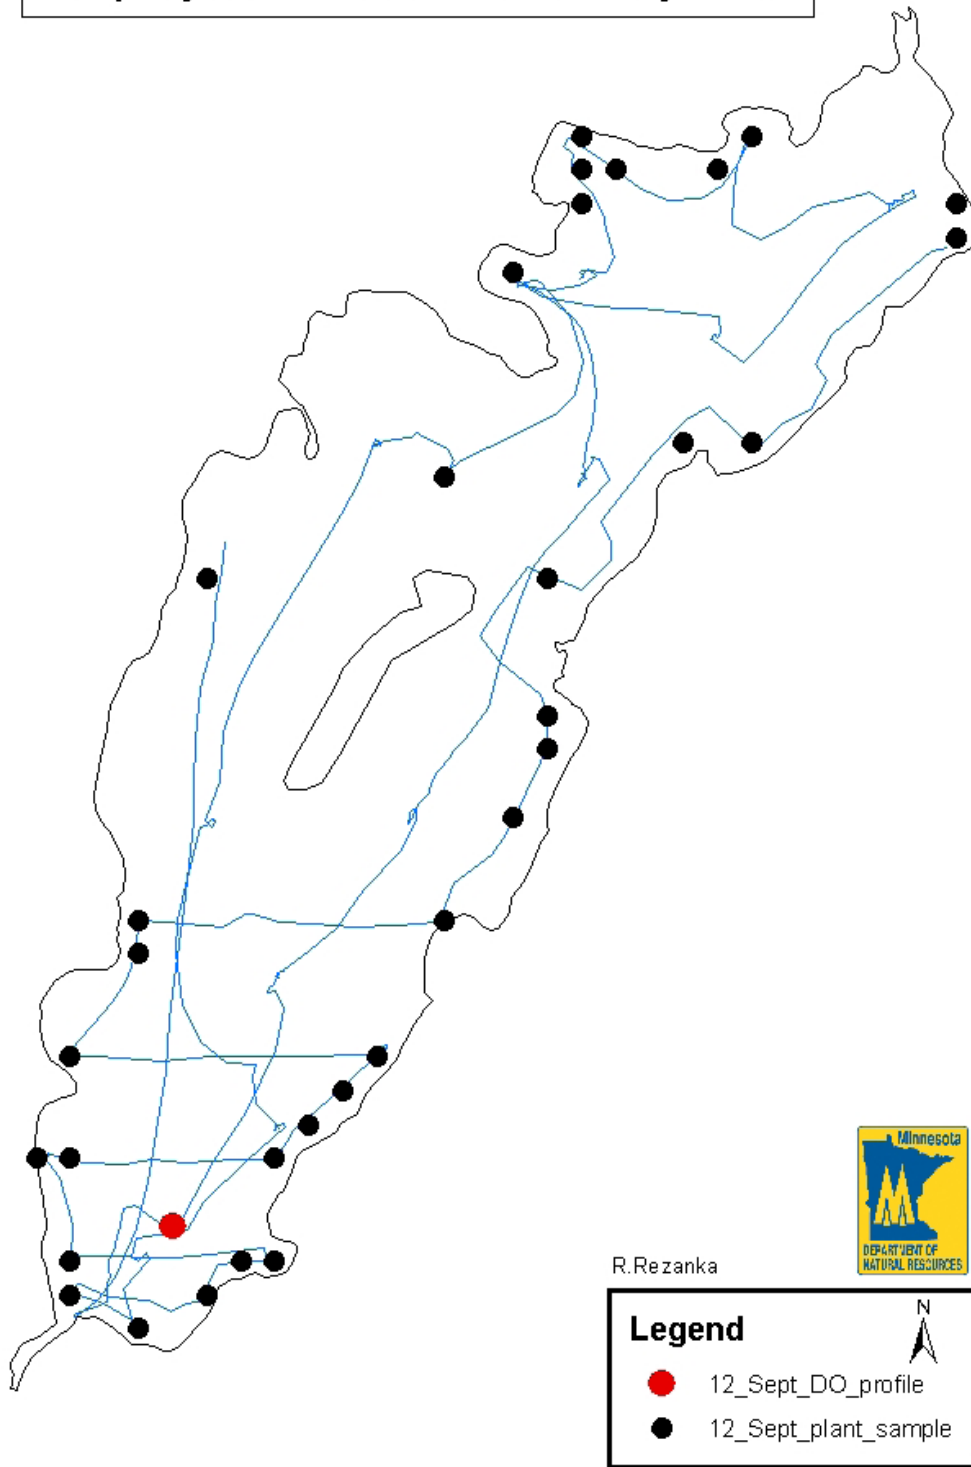 Minnesota
DEPARTMENT OF
NATURAL RESOURCES
R.Rezanka
N
Legend
12_Sept_DO_profile
12_Sept_plant_sample